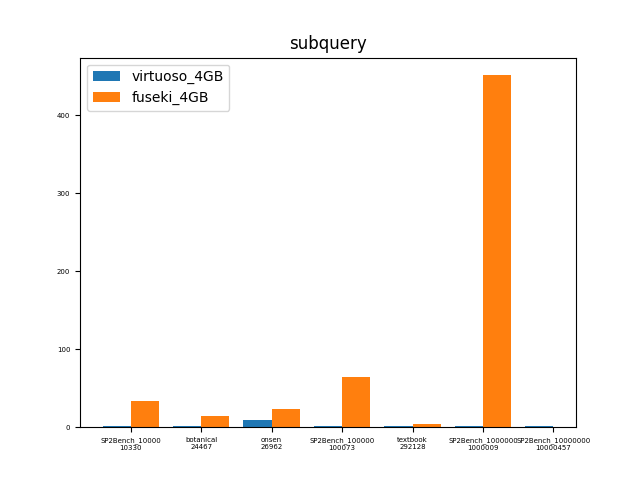 subquery
virtuoso_4GB
fuseki_4GB
400
300
200
100
0
SP2Bench_10000
10330
botanical
24467
onsen
26962
SP2Bench_100000
100073
textbook
292128
SP2Bench_1000000
1000009
SP2Bench_10000000
10000457